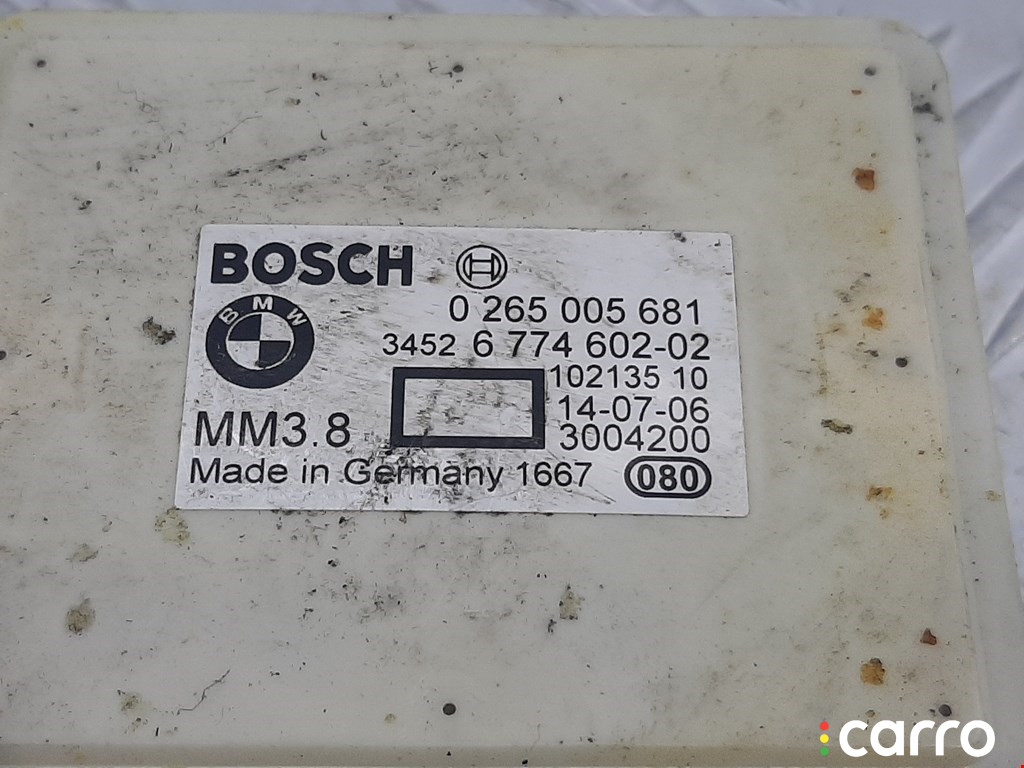 BOSCH
0 265 005 681
BMW
3452 6 774 602-02
102135 10
14-07-06
MM3.8
3004200
Made in Germany 1667 080
carro